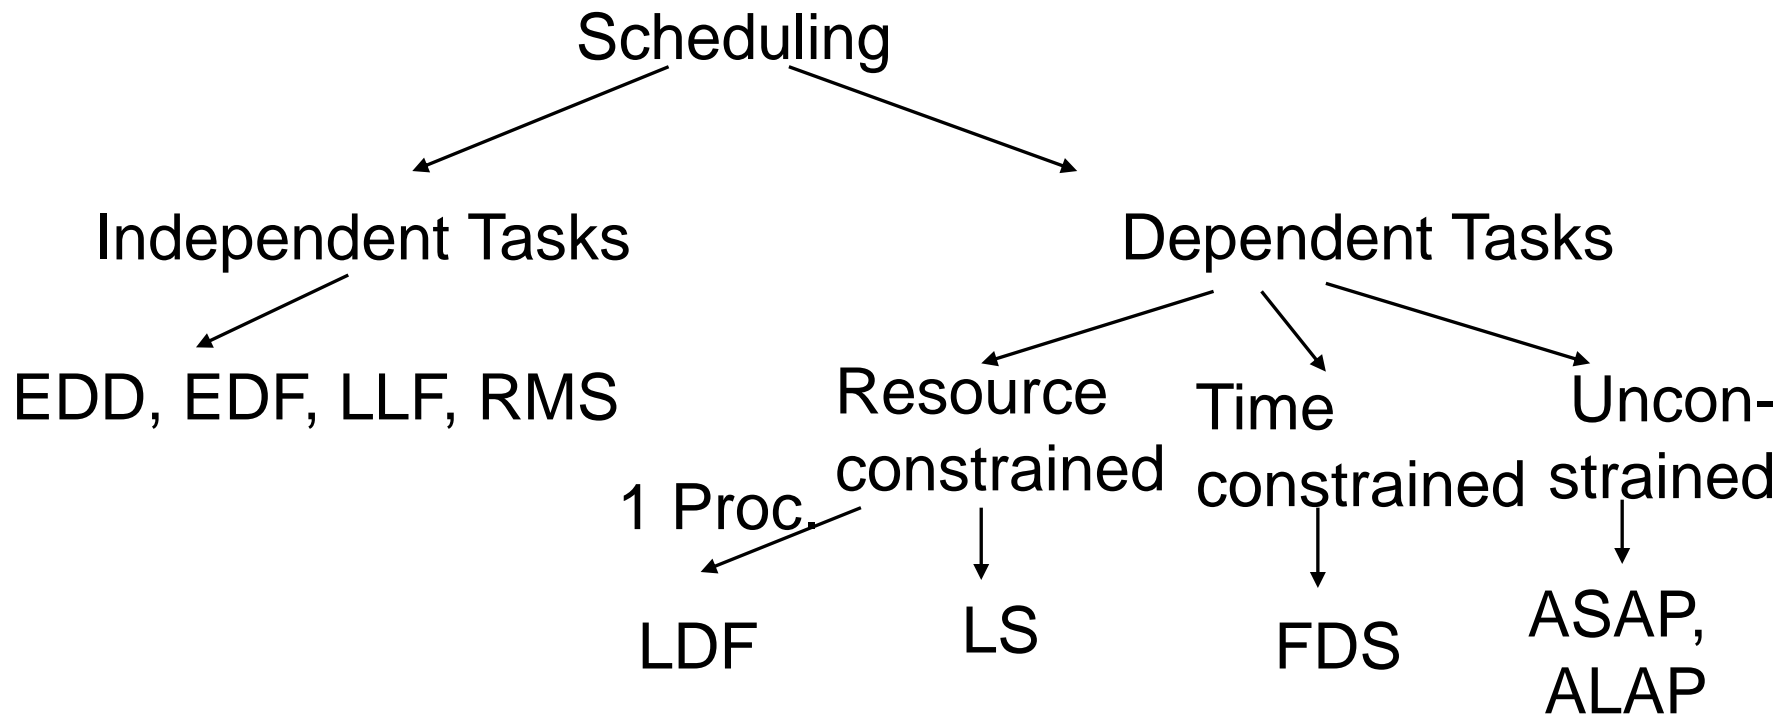 Scheduling
Independent Tasks
Dependent Tasks
EDD, EDF, LLF, RMS
Resource
constrained
Time
constrained
Uncon-
strained
1 Proc.
LDF
LS
FDS
ASAP,
ALAP